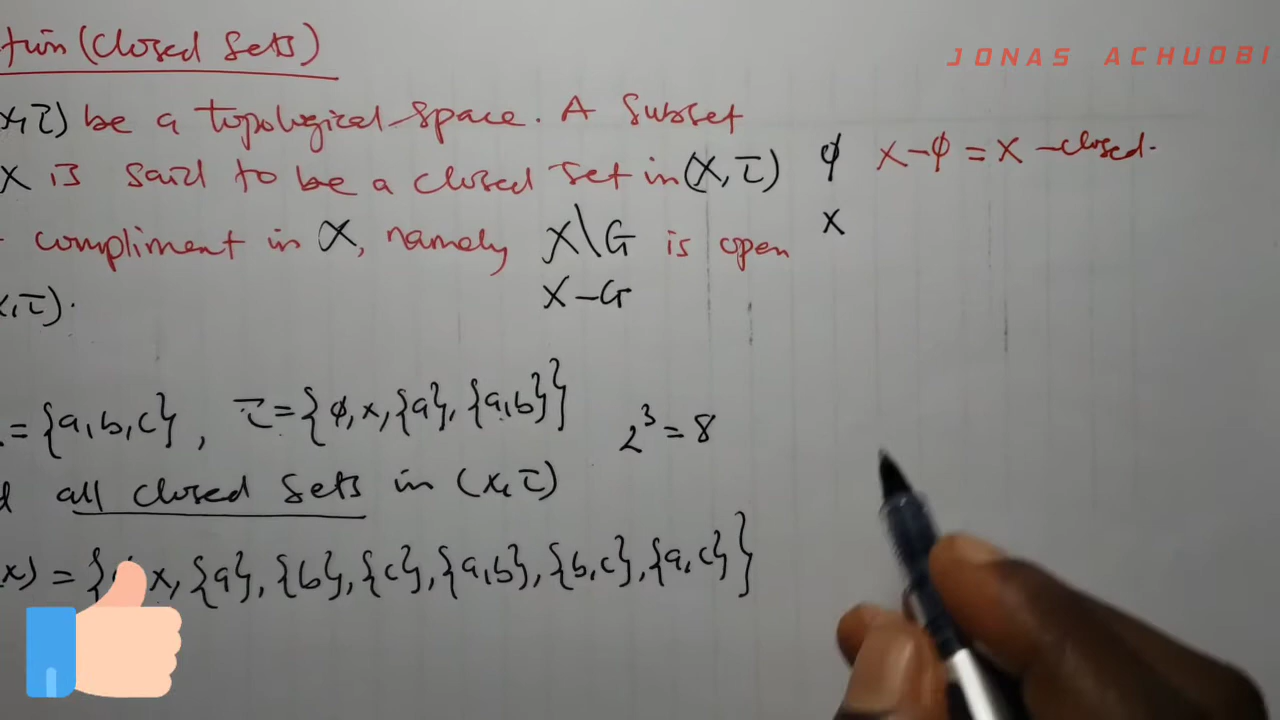 tion (Closed Sets)
JONAS ACHUOBI
x, τ) be a topological space. A Subset
X is said to be a closed set in (X, τ)
compliment in X, namely X\G is open
X-G
x, τ).
ϕ X-ϕ = X -closed.
X
= {a, b, c}, τ = {ϕ, x, {a}, {a,b}} 2³ = 8
all closed Sets in (x, τ)
x) = { x, {a}, {b}, {c}, {a,b}, {b,c}, {a,c}}